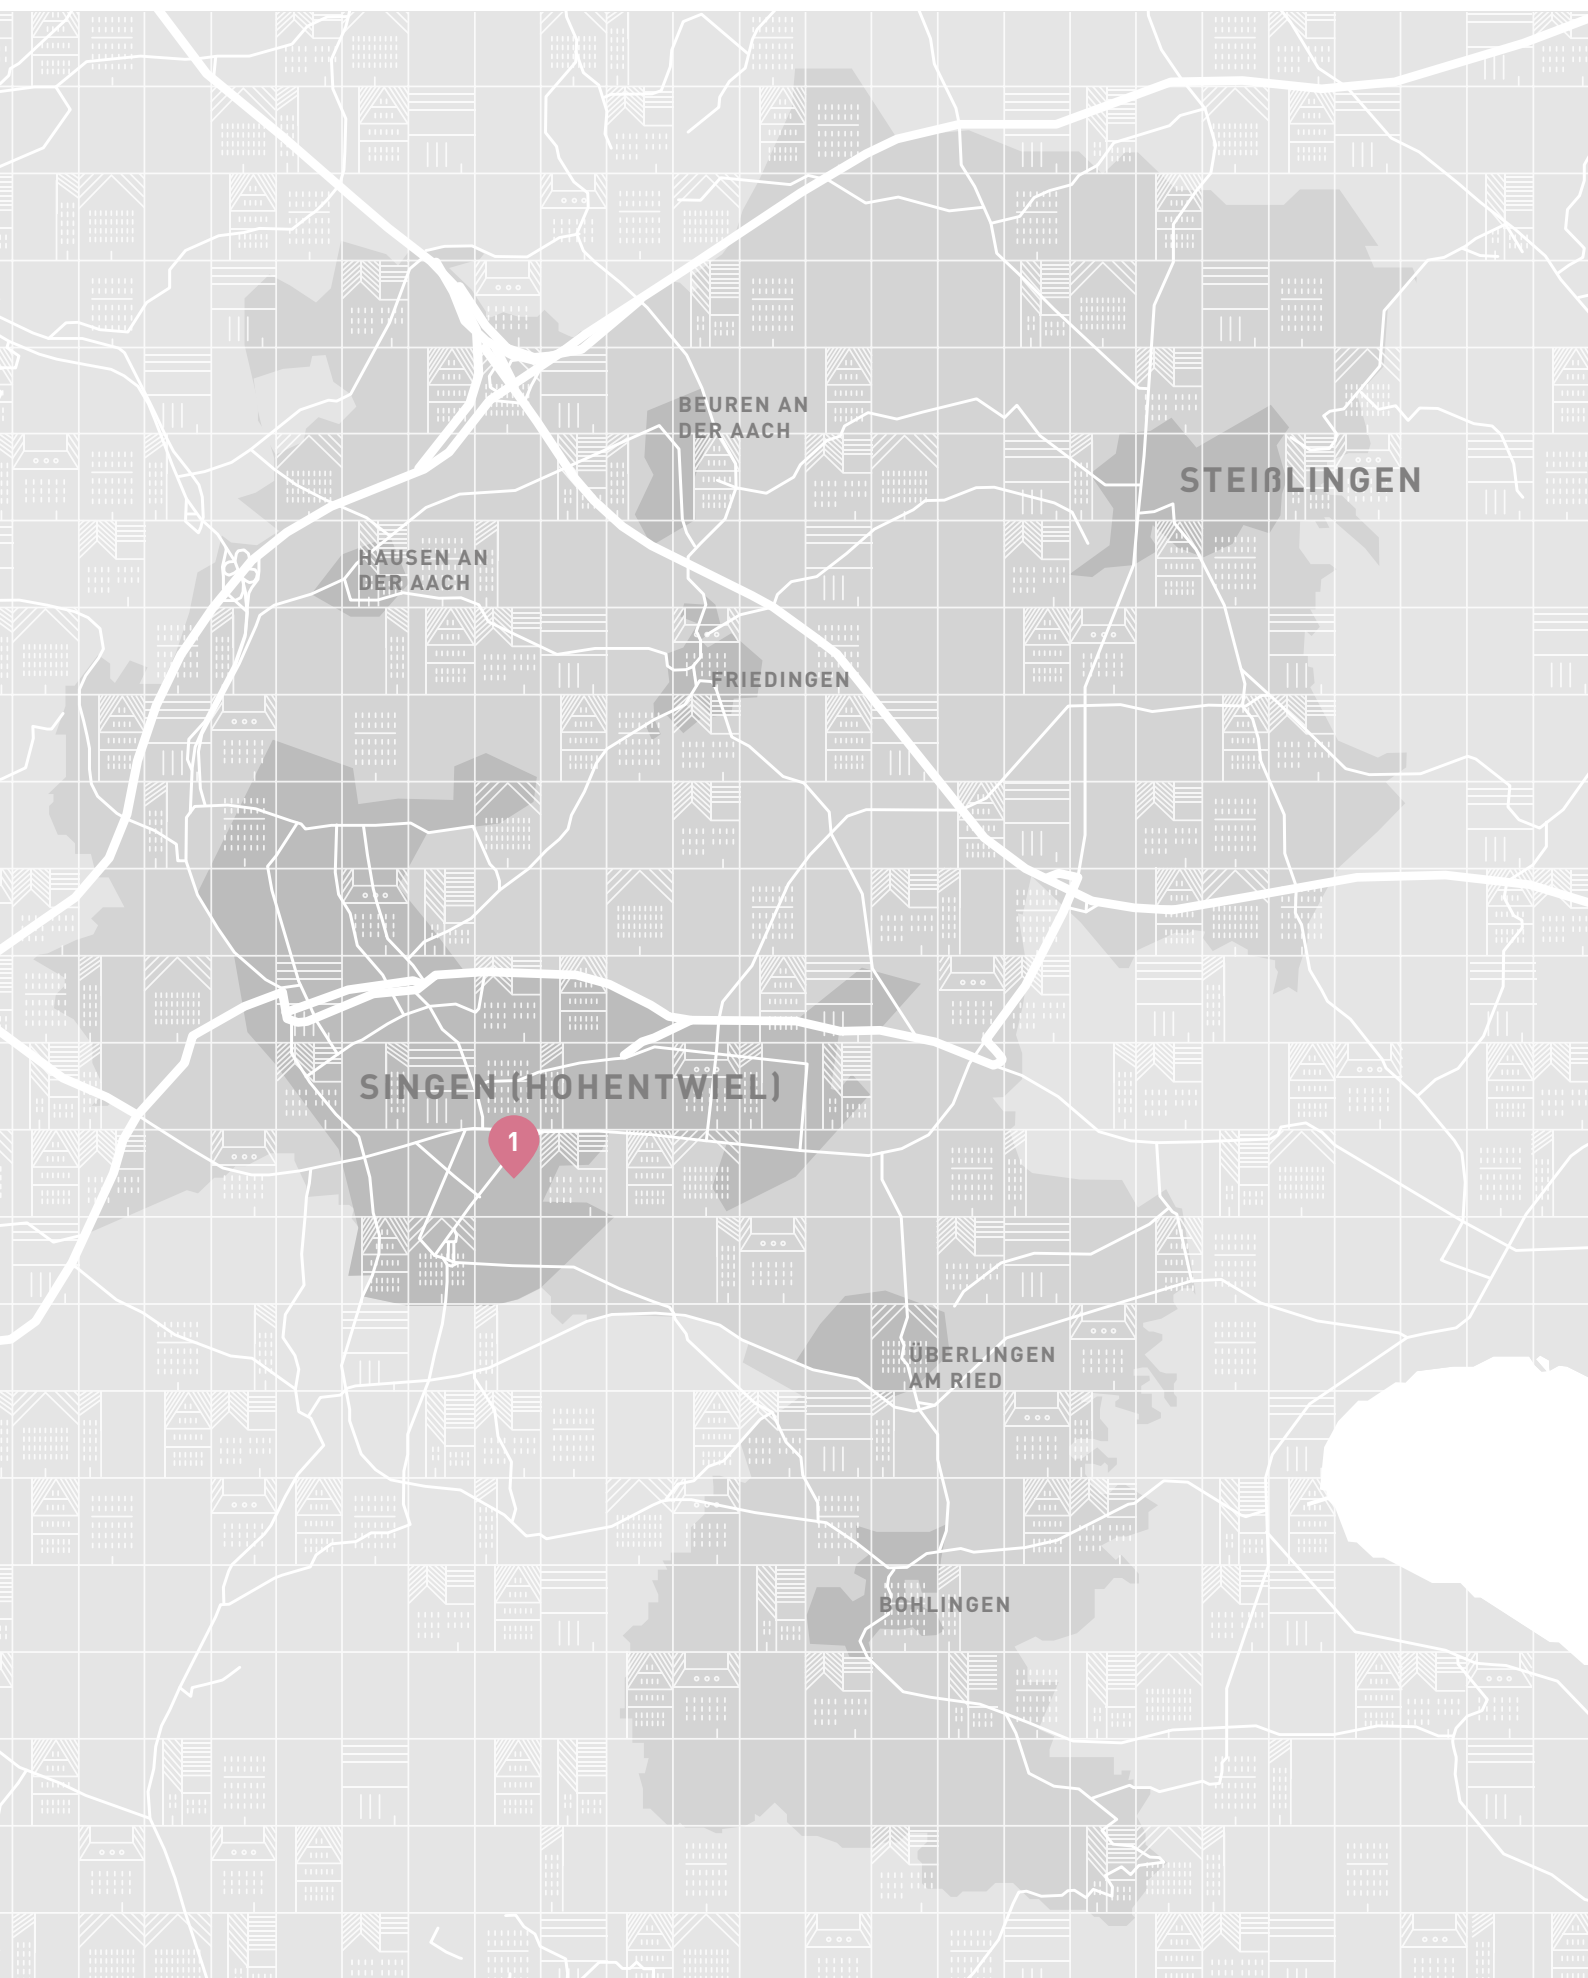 BEUREN AN
DER AACH
STEIßLINGEN
HAUSEN AN
DER AACH
FRIEDINGEN
SINGEN (HOHENTWIEL)
1
ÜBERLINGEN
AM RIED
BOHLINGEN